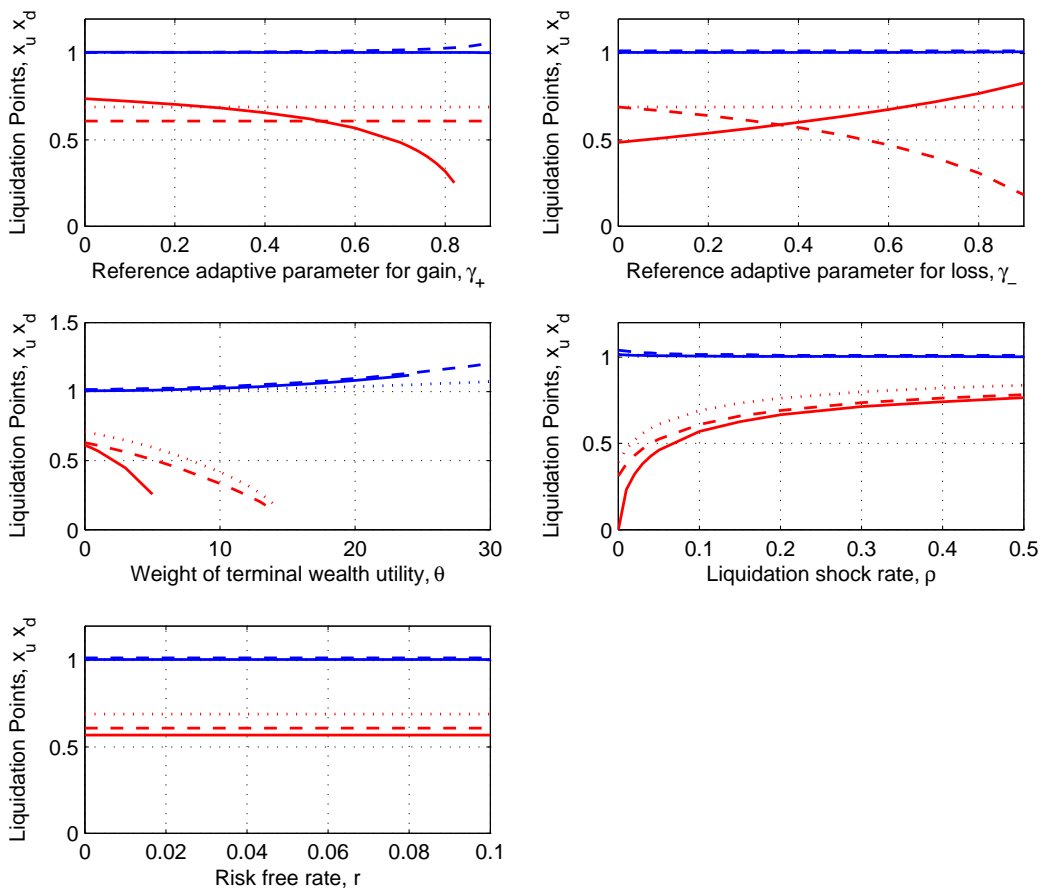 Liquidation Points, x_u x_d
1
0.5
0
0 0.2 0.4 0.6 0.8
Reference adaptive parameter for gain, γ_+
Liquidation Points, x_u x_d
1
0.5
0
0 0.2 0.4 0.6 0.8
Reference adaptive parameter for loss, γ_−
Liquidation Points, x_u x_d
1.5
1
0.5
0
0 10 20 30
Weight of terminal wealth utility, θ
Liquidation Points, x_u x_d
1
0.5
0
0 0.1 0.2 0.3 0.4 0.5
Liquidation shock rate, ρ
Liquidation Points, x_u x_d
1
0.5
0
0 0.02 0.04 0.06 0.08 0.1
Risk free rate, r